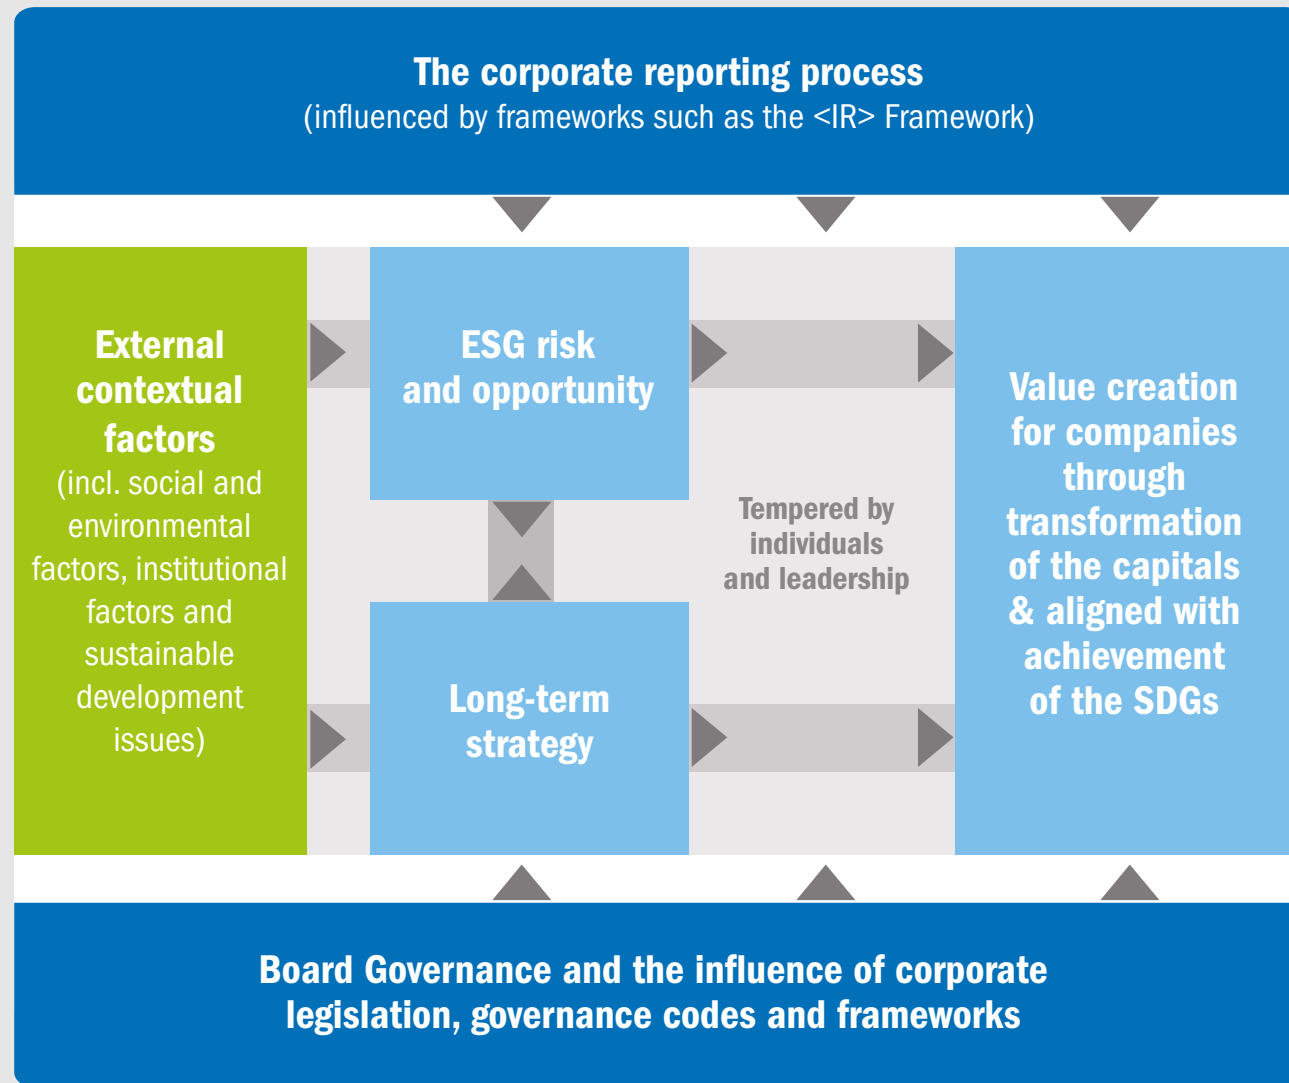 The corporate reporting process
(influenced by frameworks such as the <IR> Framework)
External
contextual
factors
(incl. social and
environmental
factors, institutional
factors and
sustainable
development
issues)
ESG risk
and opportunity
Long-term
strategy
Tempered by
individuals
and leadership
Value creation
for companies
through
transformation
of the capitals
& aligned with
achievement
of the SDGs
Board Governance and the influence of corporate
legislation, governance codes and frameworks